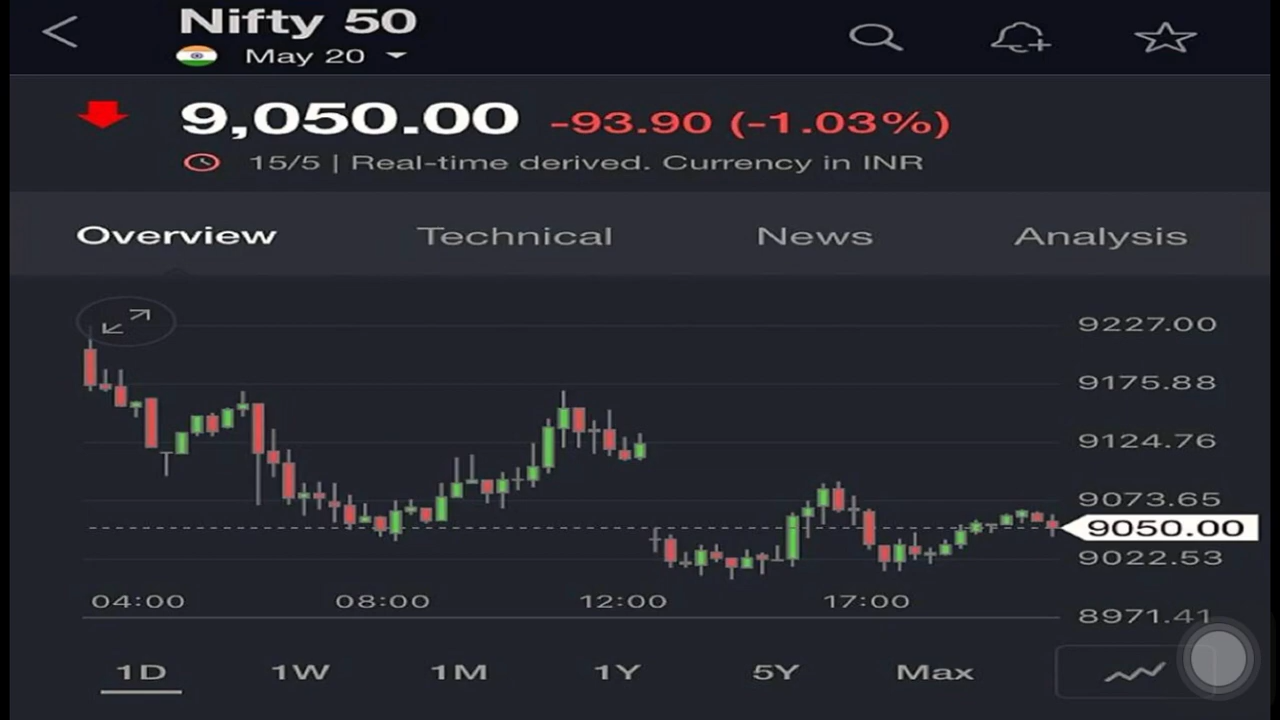 Nifty 50
May 20
9,050.00 -93.90 (-1.03%)
15/5 | Real-time derived. Currency in INR
Overview Technical News Analysis
9227.00
9175.88
9124.76
9073.65
9050.00
9022.53
04:00 08:00 12:00 17:00
8971.41
1D 1W 1M 1Y 5Y Max